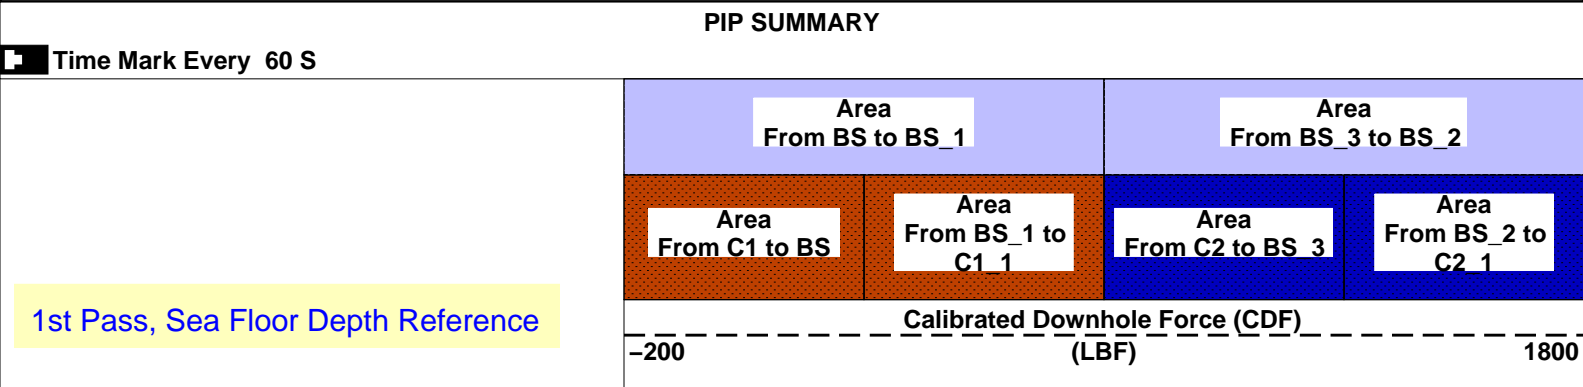 PIP SUMMARY
Time Mark Every 60 S
Area
From BS to BS_1
Area
From BS_3 to BS_2
Area
From C1 to BS
Area
From BS_1 to
C1_1
Area
From C2 to BS_3
Area
From BS_2 to
C2_1
1st Pass, Sea Floor Depth Reference
Calibrated Downhole Force (CDF)
−200 (LBF) 1800